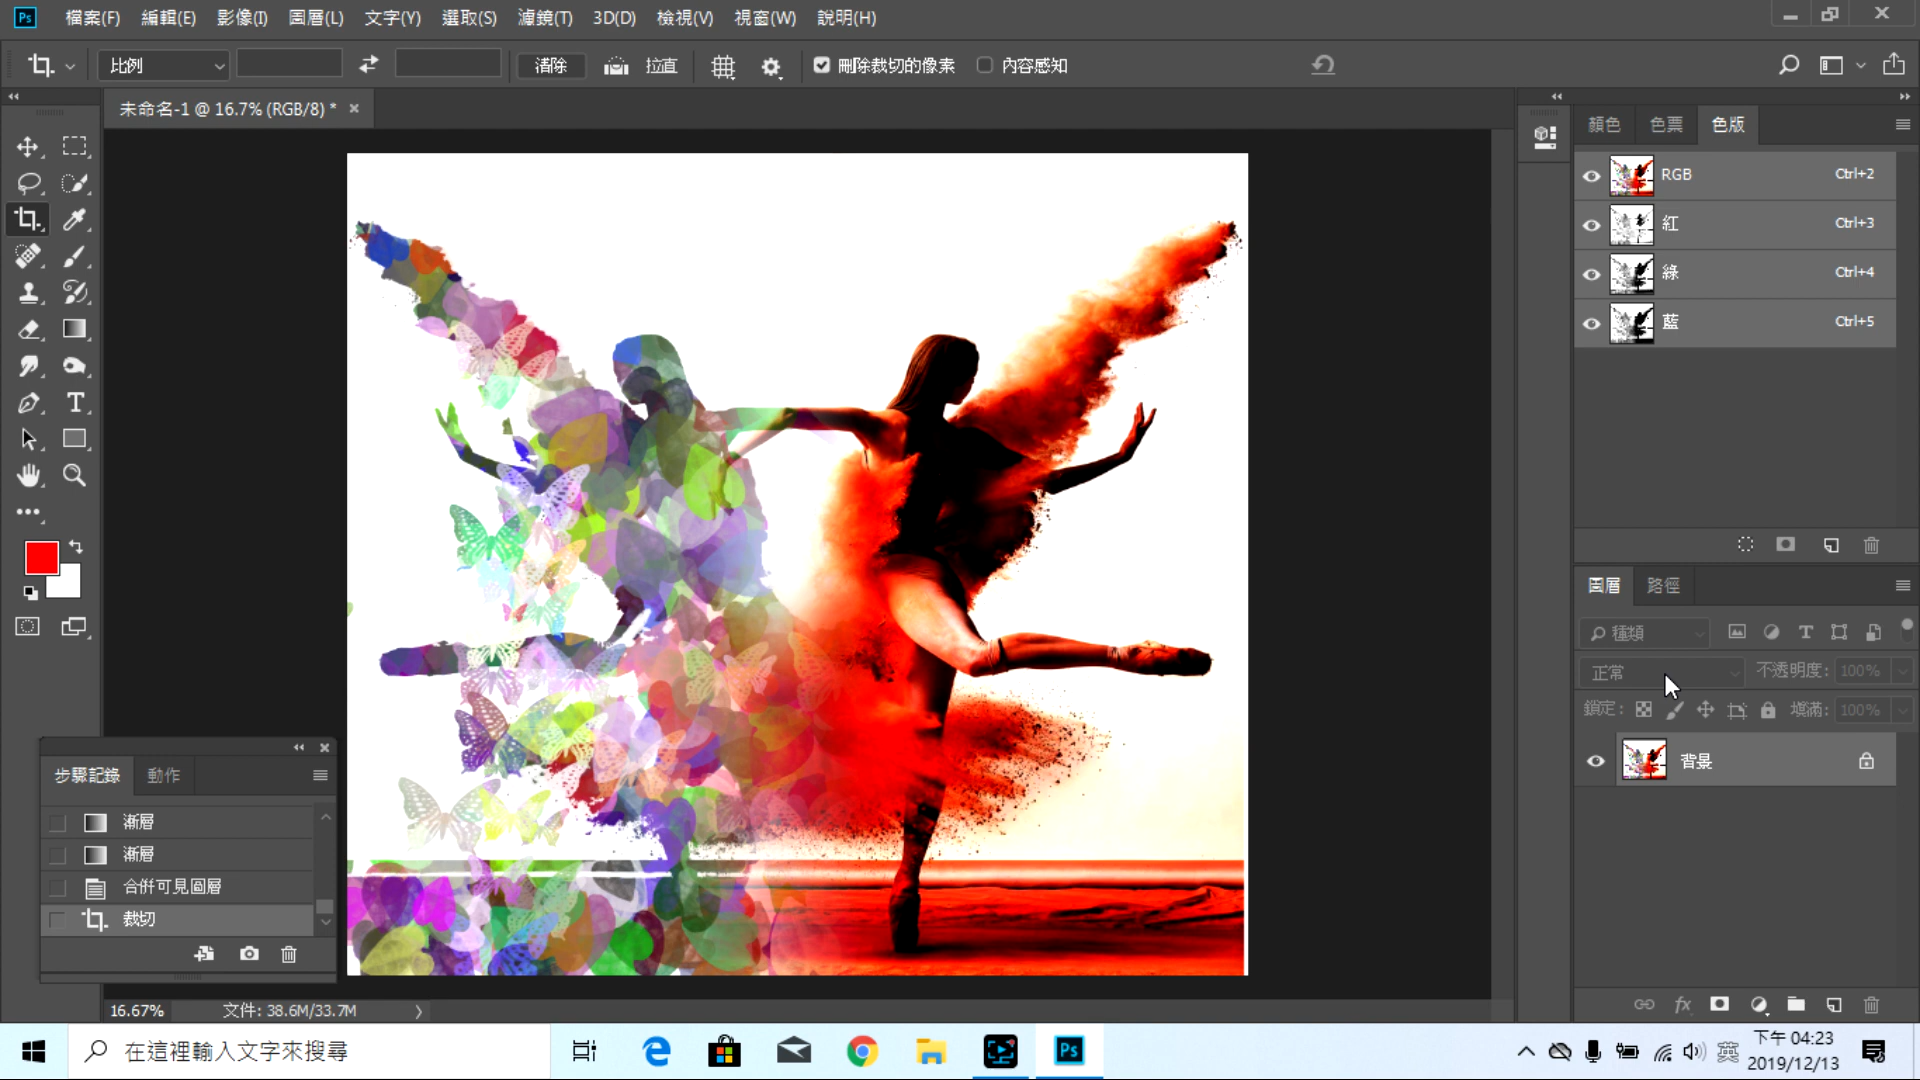 Ps 檔案(F) 編輯(E) 影像(I) 圖層(L) 文字(Y) 選取(S) 濾鏡(T) 3D(D) 檢視(V) 視窗(W) 說明(H)
比例 清除 拉直 刪除裁切的像素 內容感知
未命名-1 @ 16.7% (RGB/8) *
顏色 色票 色版
RGB Ctrl+2
紅 Ctrl+3
綠 Ctrl+4
藍 Ctrl+5
圖層 路徑
種類
正常 不透明度: 100%
鎖定: 填滿: 100%
背景
步驟記錄 動作
漸層
漸層
合併可見圖層
裁切
16.67% 文件: 38.6M/33.7M
在這裡輸入文字來搜尋
Ps
英
下午 04:23
2019/12/13